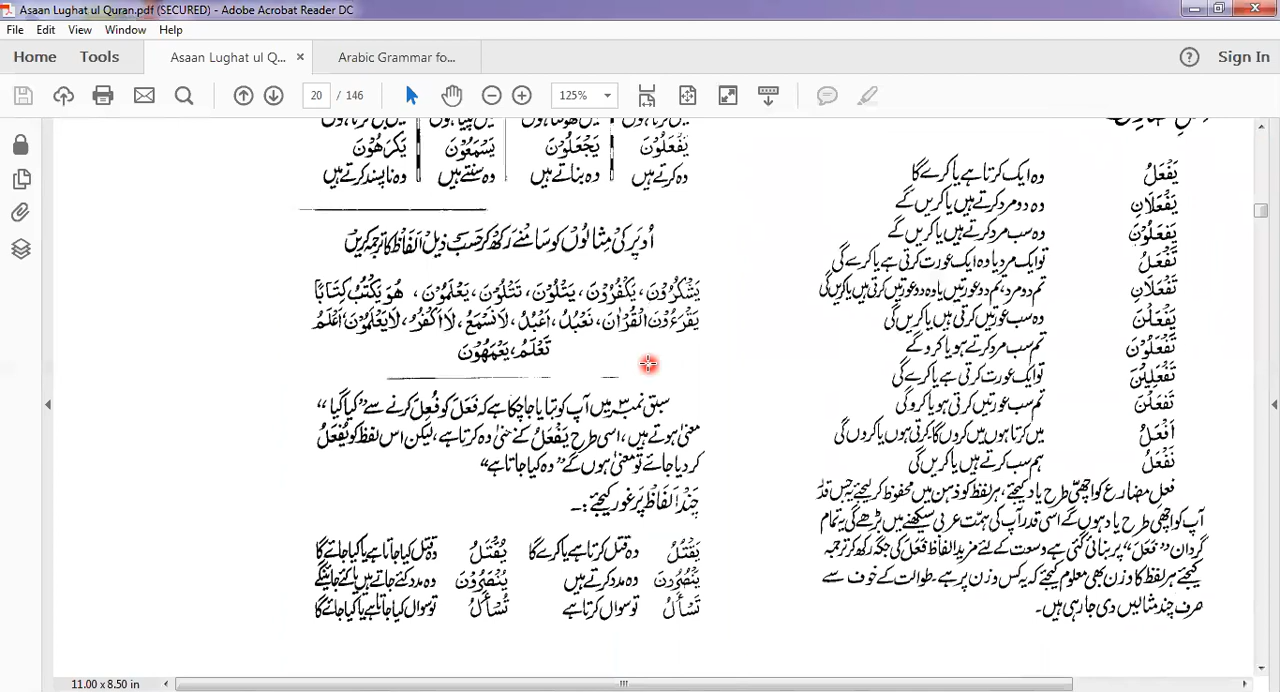 Asaan Lughat ul Quran.pdf (SECURED) - Adobe Acrobat Reader DC
File Edit View Window Help
Home Tools Asaan Lughat ul Q... × Arabic Grammar fo... Sign In
20 / 146 125%
یَفْعَلُ وہ ایک کرتا ہے یا کرے گا
یَفْعَلَانِ وہ دو مرد کرتے ہیں یا کریں گے
یَفْعَلُوْنَ وہ سب مرد کرتے ہیں یا کریں گے
تَفْعَلُ تو ایک مرد یا وہ ایک عورت کرتی ہے یا کرے گی
تَفْعَلَانِ تم دو مرد، تم دو عورتیں یا وہ دو عورتیں کرتی ہیں یا کریں گی
یَفْعَلْنَ وہ سب عورتیں کرتی ہیں یا کریں گی
تَفْعَلُوْنَ تم سب مرد کرتے ہو یا کرو گے
تَفْعَلِیْنَ تو ایک عورت کرتی ہے یا کرے گی
تَفْعَلْنَ تم سب عورتیں کرتی ہو یا کرو گی
اَفْعَلُ میں کرتا ہوں میں کروں گا، کرتی ہوں یا کروں گی
نَفْعَلُ ہم سب کرتے ہیں یا کریں گی
فعلِ مضارع کو اچھی طرح یاد کیجئے، ہر لفظ کو ذہن میں محفوظ کر لیجئے یہ جس قدر
آپ کو اچھی طرح یاد ہوں گے اسی قدر آپ کی ہمت عربی سیکھنے میں بڑھے گی یہ تمام
گردان ”فَعَلَ“ پر بنائی گئی ہے وسعت کے لئے مزید الفاظ فَعَلَ کی جگہ رکھ کر ترجمہ
کیجئے ہر لفظ کا وزن بھی معلوم کیجئے کہ یہ کس وزن پر ہے۔ طوالت کے خوف سے
صرف چند مثالیں دی جا رہی ہیں۔
یَفْعَلُوْنَ یَجْعَلُوْنَ یَسْمَعُوْنَ یَکْرَھُوْنَ
وہ کرتے ہیں وہ بناتے ہیں وہ سنتے ہیں وہ ناپسند کرتے ہیں
اُوپر کی مثالوں کو سامنے رکھ کر حسبِ ذیل الفاظ کا ترجمہ کریں
یَشْکُرُوْنَ، یَکْفُرُوْنَ، یَتْلُوْنَ، تَتْلُوْنَ، یَعْلَمُوْنَ، ھُوَ یَکْتُبُ کِتَابًا
یَقْرَءُوْنَ الْقُرْاٰنَ، نَعْبُدُ، اَعْبُدُ، لَا نَسْمَعُ، لَا اَکْفُرُ، لَا یَعْلَمُوْنَ، اَعْلَمُ
تَعْلَمُ، یَعْمَھُوْنَ
سبق نمبر میں آپ کو بتایا جا چکا ہے کہ فَعَلَ کو فُعِلَ کرنے سے ”کیا گیا“
معنیٰ ہوتے ہیں، اسی طرح یَفْعَلُ کے معنیٰ وہ کرتا ہے، لیکن اس لفظ کو یُفْعَلُ
کر دیا جائے تو معنیٰ ہوں گے ”وہ کیا جاتا ہے“
چند الفاظ پر غور کیجئے :۔
یَقْتُلُ وہ قتل کرتا ہے یا کرے گا یُقْتَلُ وہ قتل کیا جاتا ہے یا کیا جائے گا
یَنْصُرُوْنَ وہ مدد کرتے ہیں یُنْصَرُوْنَ وہ مدد کئے جاتے ہیں یا کئے جائینگے
تَسْأَلُ تو سوال کرتا ہے تُسْأَلُ تو سوال کیا جاتا ہے یا کیا جائے گا
11.00 x 8.50 in